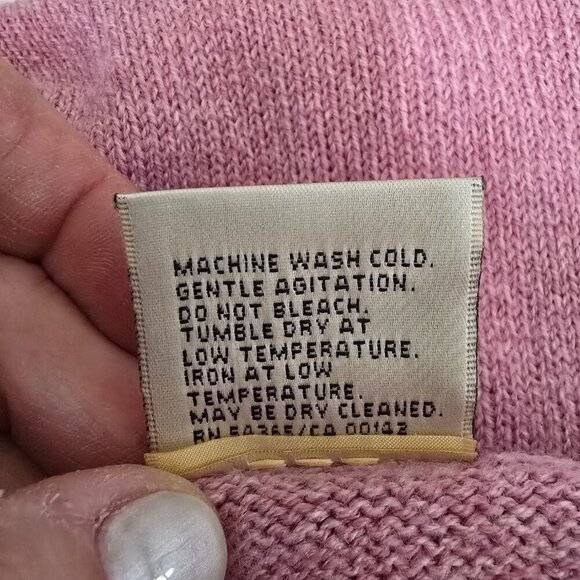 MACHINE WASH COLD.
GENTLE AGITATION.
DO NOT BLEACH.
TUMBLE DRY AT
LOW TEMPERATURE.
IRON AT LOW
TEMPERATURE.
MAY BE DRY CLEANED.
RN